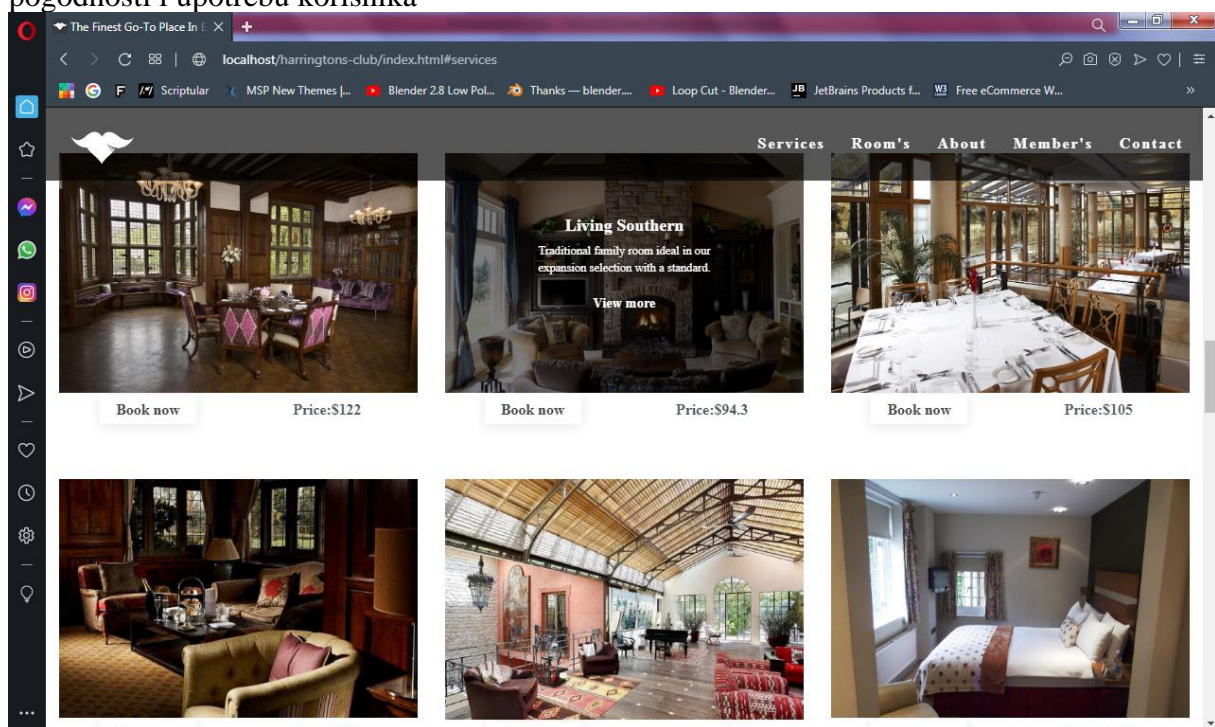 pogodnosti i upotrebu korisnika
The Finest Go-To Place In E
localhost/harringtons-club/index.html#services
Scriptular
MSP New Themes |...
Blender 2.8 Low Pol...
Thanks — blender....
Loop Cut - Blender...
JetBrains Products f...
Free eCommerce W...
Services Room's About Member's Contact
Living Southern
Traditional family room ideal in our
expansion selection with a standard.
View more
Book now Price:$122
Book now Price:$94.3
Book now Price:$105